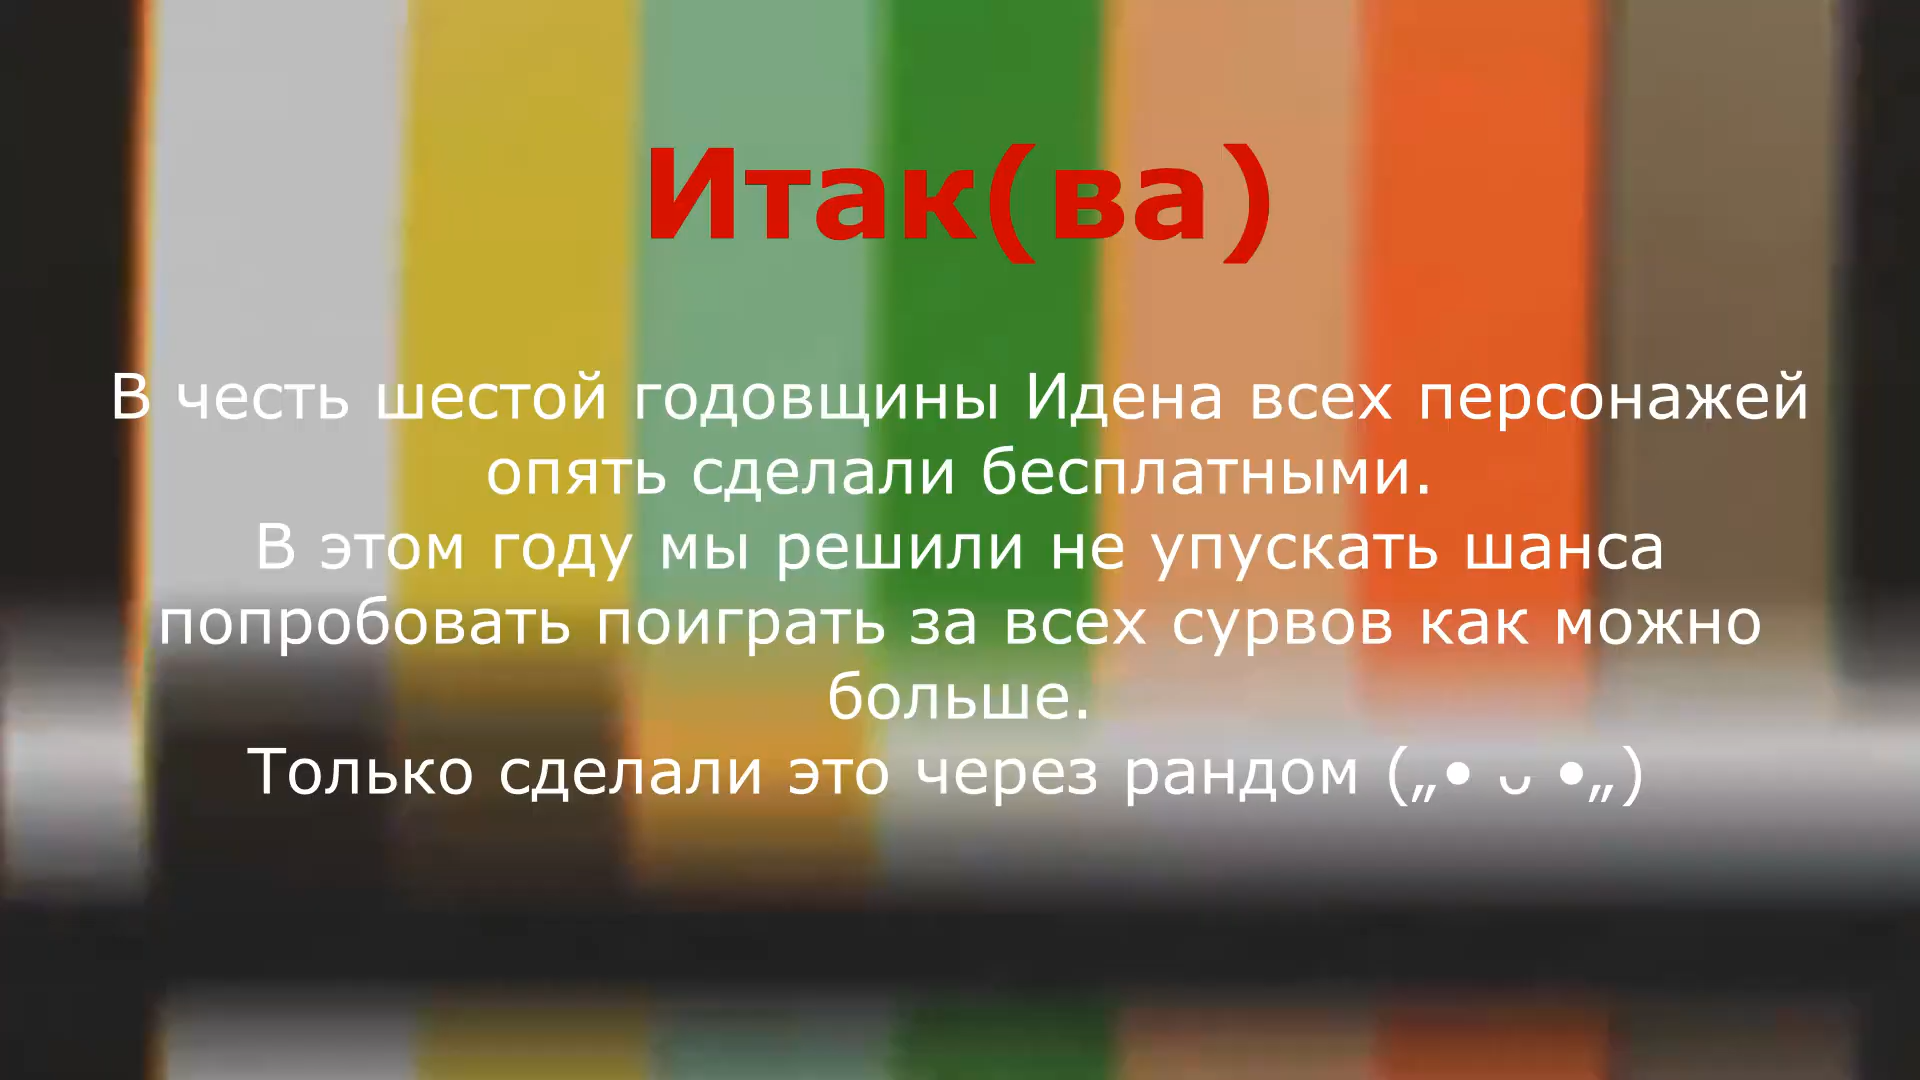 Итак(ва)
В честь шестой годовщины Идена всех персонажей
опять сделали бесплатными.
В этом году мы решили не упускать шанса
попробовать поиграть за всех сурвов как можно
больше.
Только сделали это через рандом („• ᴗ •„)